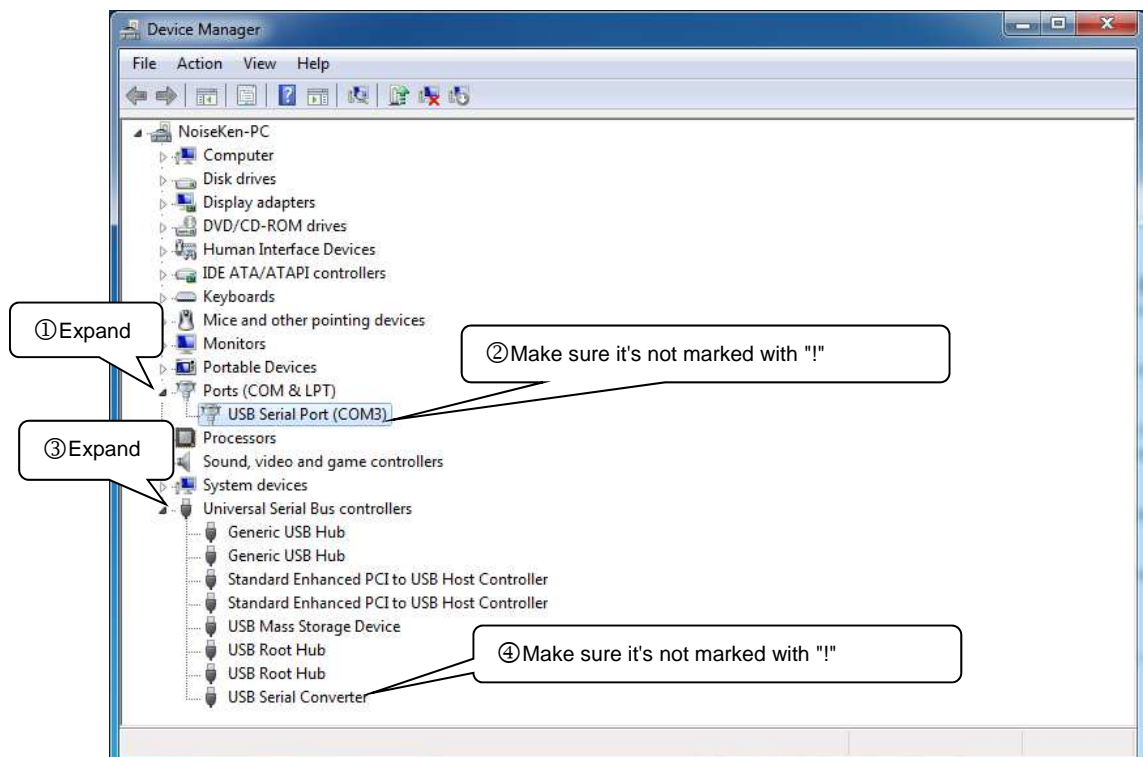 Device Manager
File Action View Help
NoiseKen-PC
Computer
Disk drives
Display adapters
DVD/CD-ROM drives
Human Interface Devices
IDE ATA/ATAPI controllers
Keyboards
Mice and other pointing devices
①Expand
Monitors
②Make sure it's not marked with "!"
Portable Devices
Ports (COM & LPT)
USB Serial Port (COM3)
Processors
③Expand
Sound, video and game controllers
System devices
Universal Serial Bus controllers
Generic USB Hub
Generic USB Hub
Standard Enhanced PCI to USB Host Controller
Standard Enhanced PCI to USB Host Controller
USB Mass Storage Device
USB Root Hub
④Make sure it's not marked with "!"
USB Root Hub
USB Serial Converter